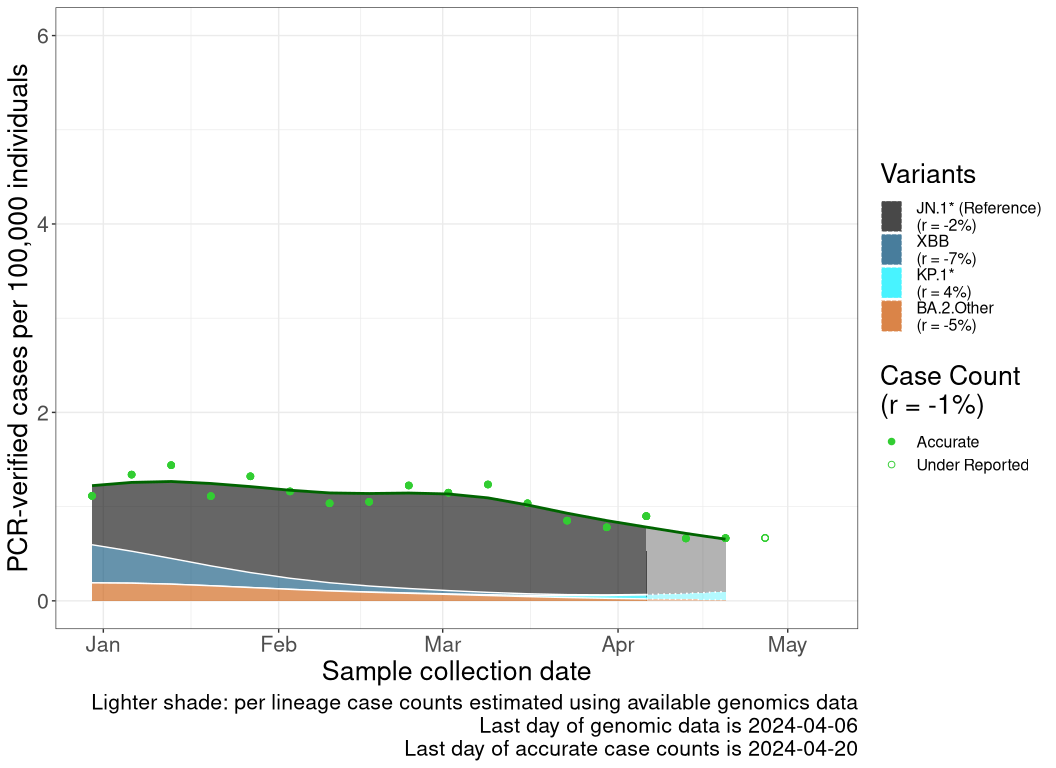 PCR-verified cases per 100,000 individuals
6
4
2
0
Jan Feb Mar Apr May
Sample collection date
Lighter shade: per lineage case counts estimated using available genomics data
Last day of genomic data is 2024-04-06
Last day of accurate case counts is 2024-04-20
Variants
JN.1* (Reference)
(r = -2%)
XBB
(r = -7%)
KP.1*
(r = 4%)
BA.2.Other
(r = -5%)
Case Count
(r = -1%)
Accurate
Under Reported